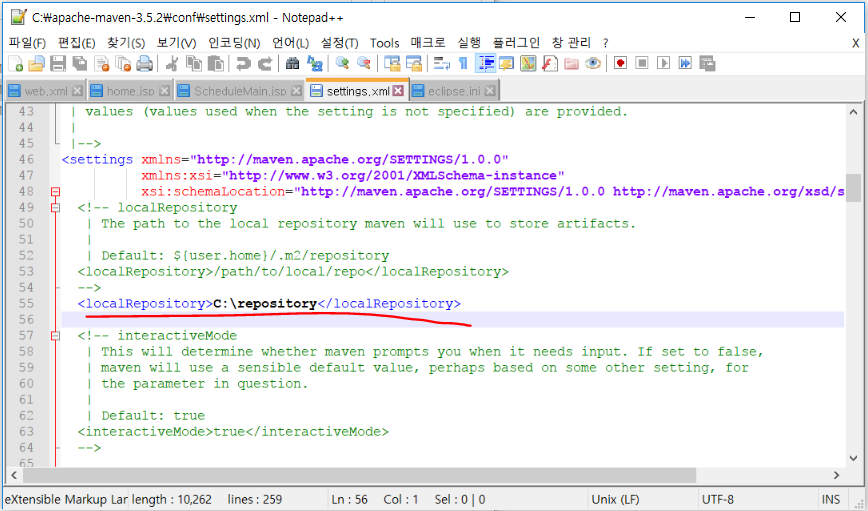 C:\apache-maven-3.5.2\conf\settings.xml - Notepad++
파일(F) 편집(E) 찾기(S) 보기(V) 인코딩(N) 언어(L) 설정(T) Tools 매크로 실행 플러그인 창 관리 ? X
web.xml home.jsp ScheduleMain.jsp settings.xml eclipse.ini
43 | values (values used when the setting is not specified) are provided.
44 |
45 |-->
46 <settings xmlns="http://maven.apache.org/SETTINGS/1.0.0"
47 xmlns:xsi="http://www.w3.org/2001/XMLSchema-instance"
48 xsi:schemaLocation="http://maven.apache.org/SETTINGS/1.0.0 http://maven.apache.org/xsd/s
49 <!-- localRepository
50 | The path to the local repository maven will use to store artifacts.
51 |
52 | Default: ${user.home}/.m2/repository
53 <localRepository>/path/to/local/repo</localRepository>
54 -->
55 <localRepository>C:\repository</localRepository>
56
57 <!-- interactiveMode
58 | This will determine whether maven prompts you when it needs input. If set to false,
59 | maven will use a sensible default value, perhaps based on some other setting, for
60 | the parameter in question.
61 |
62 | Default: true
63 <interactiveMode>true</interactiveMode>
64 -->
65
eXtensible Markup Lar length : 10,262 lines : 259 Ln : 56 Col : 1 Sel : 0 | 0 Unix (LF) UTF-8 INS